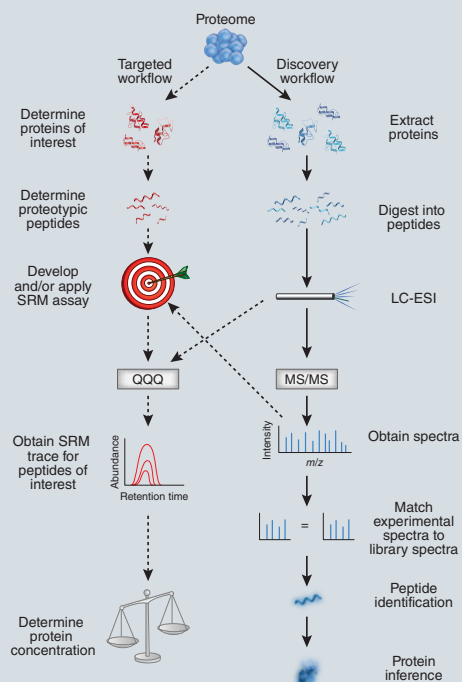 Proteome
Targeted
workflow
Discovery
workflow
Determine
proteins of
interest
Extract
proteins
Determine
proteotypic
peptides
Digest into
peptides
Develop
and/or apply
SRM assay
LC-ESI
QQQ
MS/MS
Obtain SRM
trace for
peptides of
interest
Abundance
Retention time
Intensity
m/z
Obtain spectra
=
Match
experimental
spectra to
library spectra
Peptide
identification
Determine
protein
concentration
Protein
inference